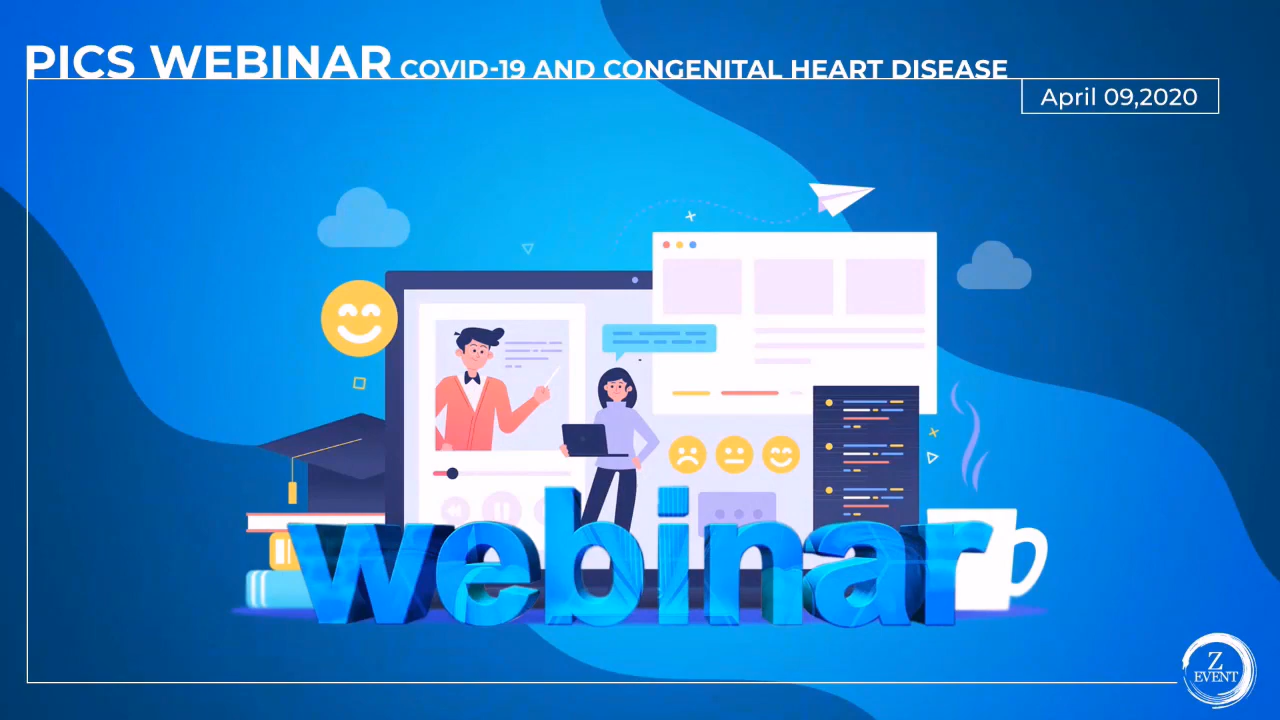 PICS WEBINAR COVID-19 AND CONGENITAL HEART DISEASE
April 09,2020
webinar
Z
EVENT